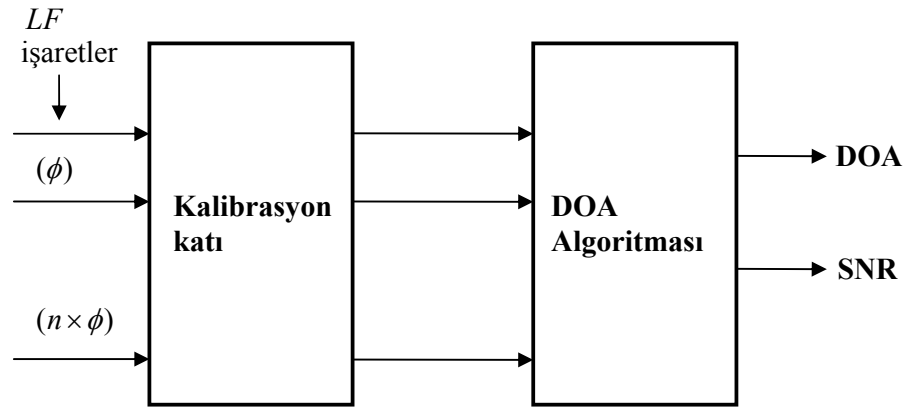 LF
işaretler
(ϕ)
(n × ϕ)
Kalibrasyon
katı
DOA
Algoritması
DOA
SNR